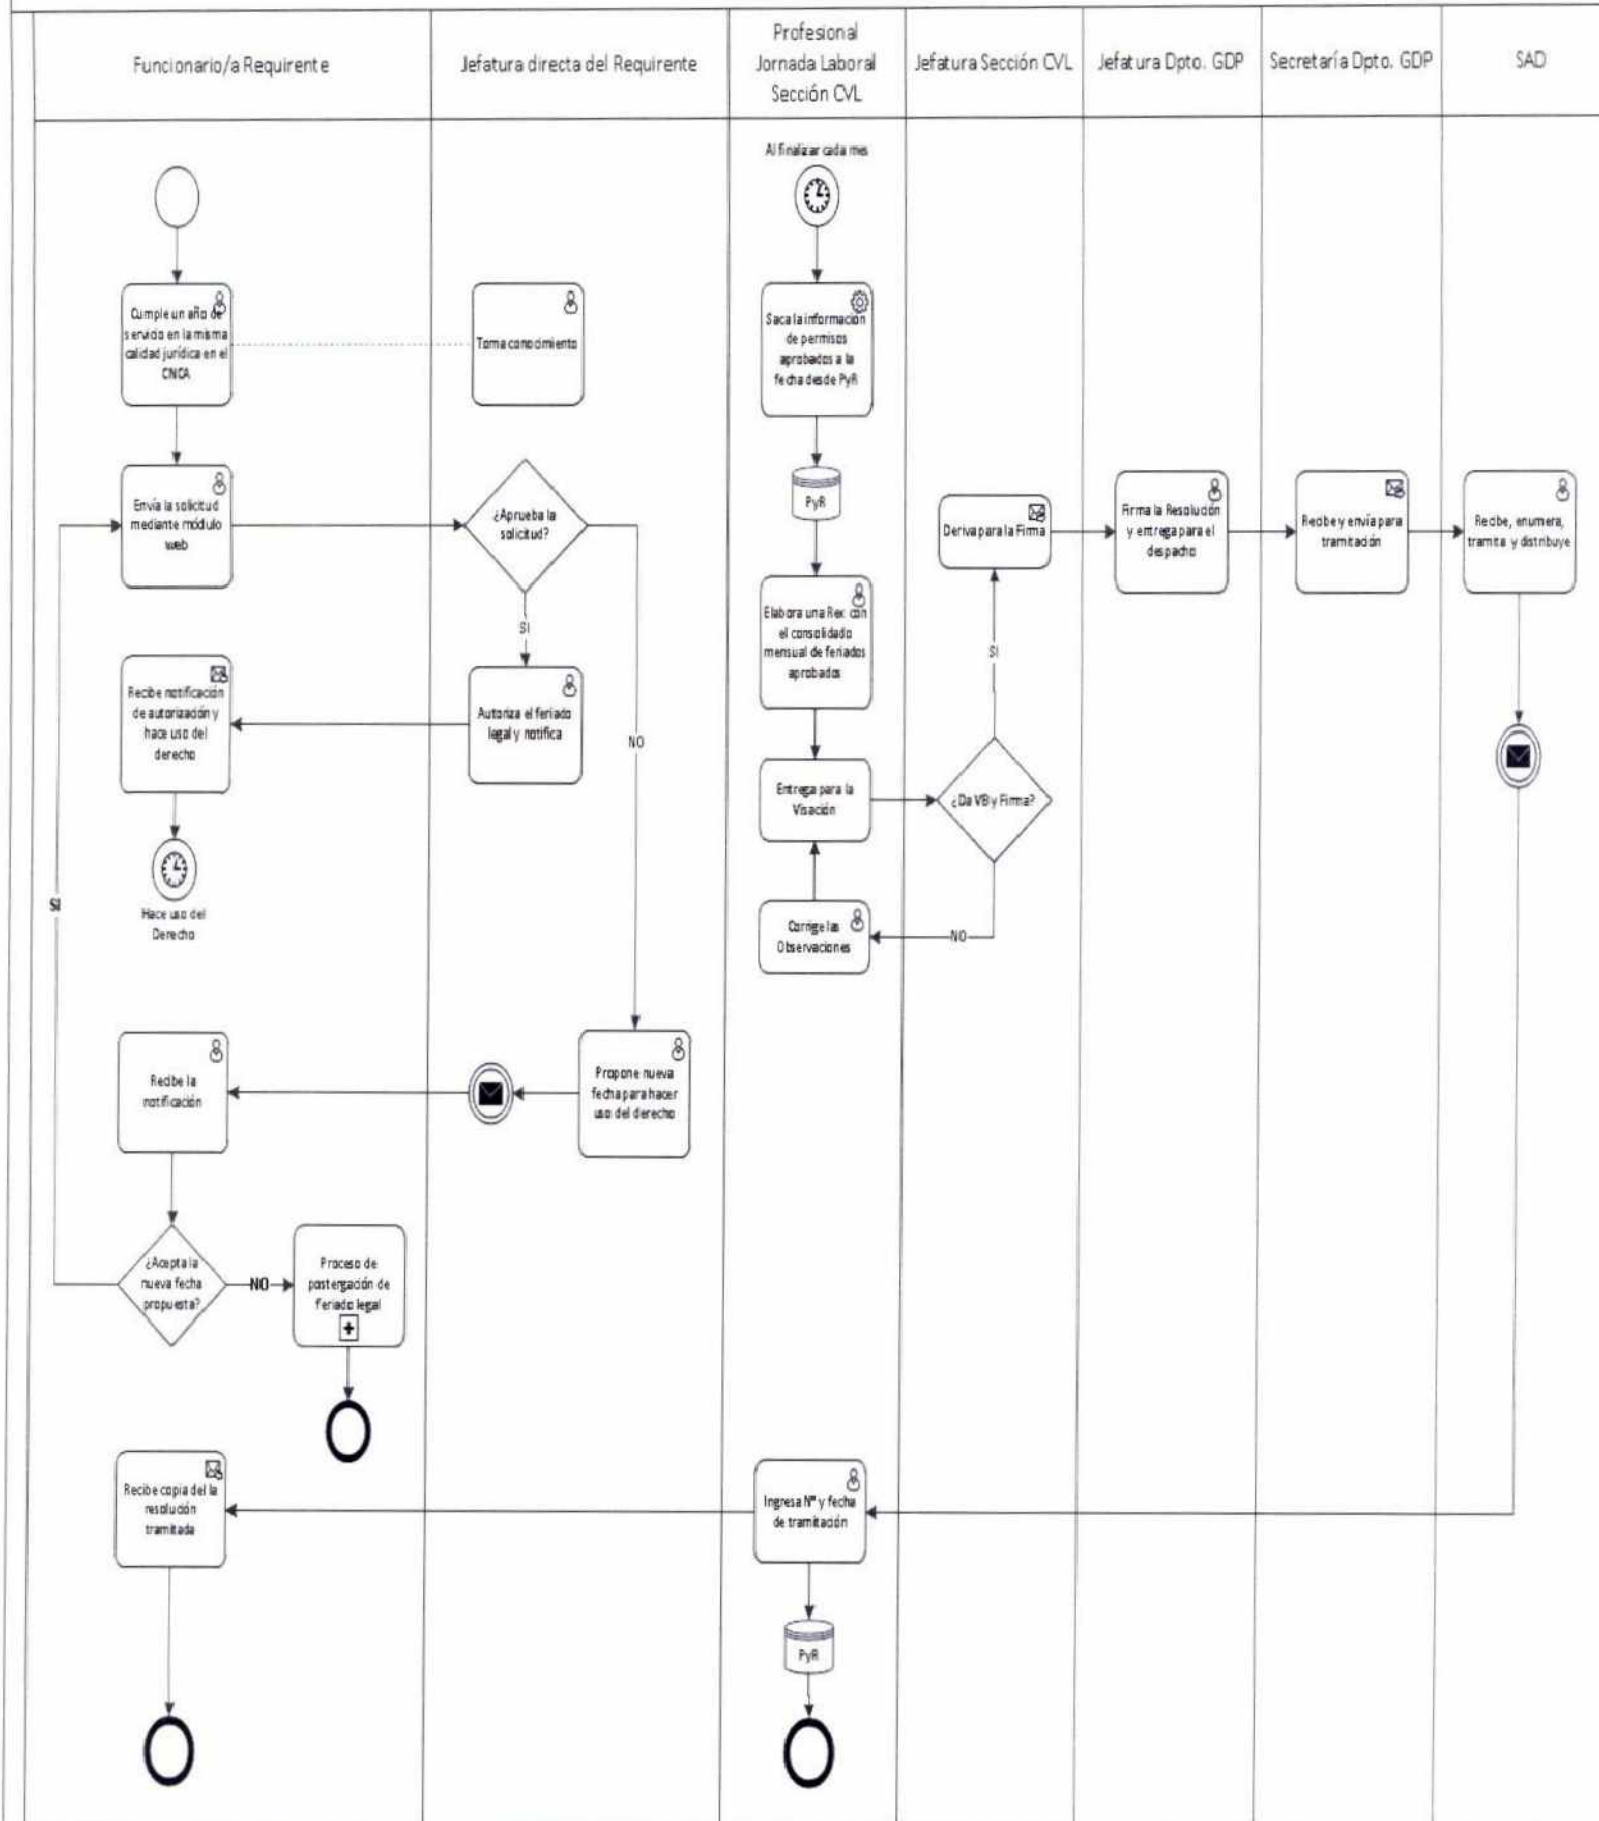 Funcionario/a Requirente
Jefatura directa del Requirente
Profesional
Jornada Laboral
Sección CVL
Jefatura Sección CVL
Jefatura Dpto. GDP
Secretaría Dpto. GDP
SAD
Al finalizar cada mes
Cumple un año de
servicio en la misma
calidad jurídica en el
CNCA
Toma conocimiento
Saca la información
de permisos
aprobados a la
fecha desde PyR
Envía la solicitud
mediante módulo
web
¿Aprueba la
solicitud?
PyR
Deriva para la Firma
Firma la Resolución
y entrega para el
despacho
Recibe y envía para
tramitación
Recibe, enumera,
tramita y distribuye
SI
Elabora una Rex. con
el consolidado
mensual de feriados
aprobados
SI
Recibe notificación
de autorización y
hace uso del
derecho
Autoriza el feriado
legal y notifica
NO
Entrega para la
Visación
¿Da VB y Firma?
SI
Hace uso del
Derecho
Corrige las
Observaciones
NO
Recibe la
notificación
Propone nueva
fecha para hacer
uso del derecho
¿Acepta la
nueva fecha
propuesta?
NO
Proceso de
postergación de
feriado legal
Recibe copia del la
resolución
tramitada
Ingresa N° y fecha
de tramitación
PyR